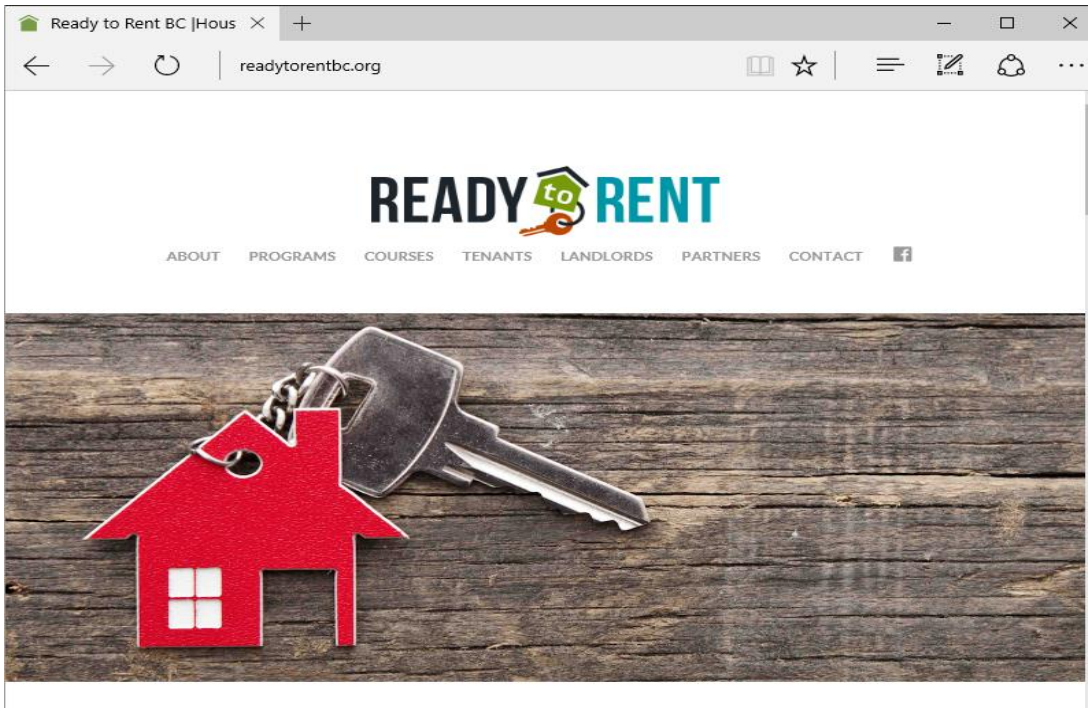 Ready to Rent BC |Hous
readytorentbc.org
READY to RENT
ABOUT PROGRAMS COURSES TENANTS LANDLORDS PARTNERS CONTACT f